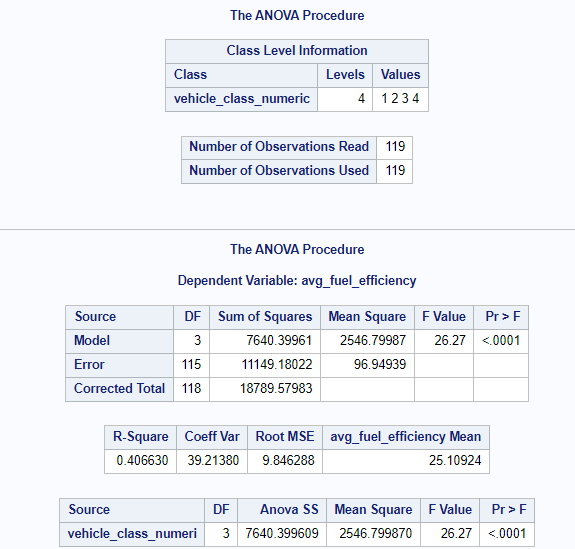 The ANOVA Procedure
Class Level Information
Class Levels Values
vehicle_class_numeric 4 1 2 3 4
Number of Observations Read 119
Number of Observations Used 119
The ANOVA Procedure
Dependent Variable: avg_fuel_efficiency
Source DF Sum of Squares Mean Square F Value Pr > F
Model 3 7640.39961 2546.79987 26.27 <.0001
Error 115 11149.18022 96.94939
Corrected Total 118 18789.57983
R-Square Coeff Var Root MSE avg_fuel_efficiency Mean
0.406630 39.21380 9.846288 25.10924
Source DF Anova SS Mean Square F Value Pr > F
vehicle_class_numeri 3 7640.399609 2546.799870 26.27 <.0001